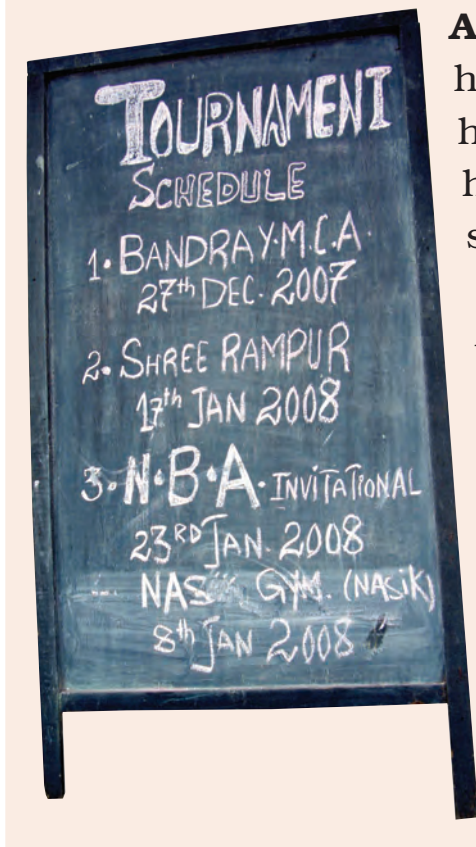 TOURNAMENT
SCHEDULE
1. BANDRA Y.M.C.A.
27th DEC. 2007
2. SHREE RAMPUR
17th JAN 2008
3. N.B.A. INVITATIONAL
23RD JAN. 2008
NASIK GYM. (NASIK)
8th JAN 2008